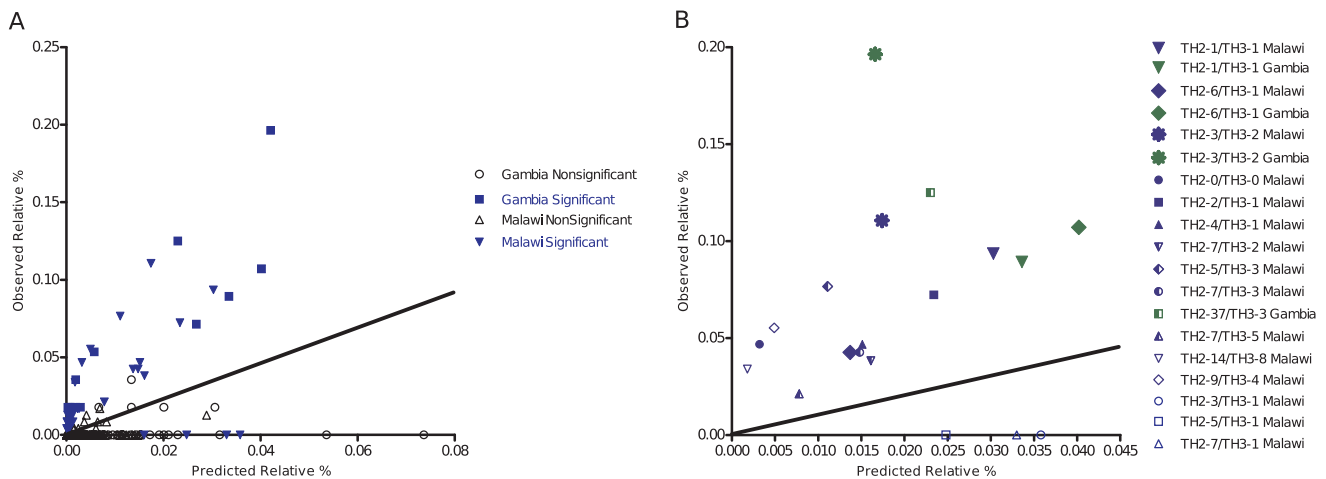 A
0.25
0.20
0.15
0.10
0.05
0.00
0.00
0.02
0.04
0.06
0.08
Observed Relative %
Predicted Relative %
Gambia Nonsignificant
Gambia Significant
Malawi NonSignificant
Malawi Significant
B
0.20
0.15
0.10
0.05
0.00
0.000
0.005
0.010
0.015
0.020
0.025
0.030
0.035
0.040
0.045
Observed Relative %
Predicted Relative %
TH2-1/TH3-1 Malawi
TH2-1/TH3-1 Gambia
TH2-6/TH3-1 Malawi
TH2-6/TH3-1 Gambia
TH2-3/TH3-2 Malawi
TH2-3/TH3-2 Gambia
TH2-0/TH3-0 Malawi
TH2-2/TH3-1 Malawi
TH2-4/TH3-1 Malawi
TH2-7/TH3-2 Malawi
TH2-5/TH3-3 Malawi
TH2-7/TH3-3 Malawi
TH2-37/TH3-3 Gambia
TH2-7/TH3-5 Malawi
TH2-14/TH3-8 Malawi
TH2-9/TH3-4 Malawi
TH2-3/TH3-1 Malawi
TH2-5/TH3-1 Malawi
TH2-7/TH3-1 Malawi